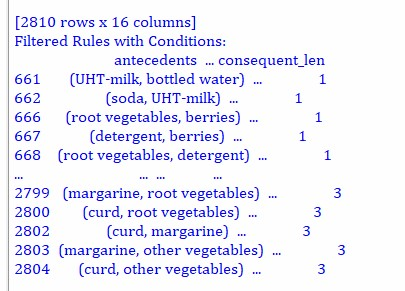 [2810 rows x 16 columns]
Filtered Rules with Conditions:
antecedents ... consequent_len
661 (UHT-milk, bottled water) ... 1
662 (soda, UHT-milk) ... 1
666 (root vegetables, berries) ... 1
667 (detergent, berries) ... 1
668 (root vegetables, detergent) ... 1
... ... ... ...
2799 (margarine, root vegetables) ... 3
2800 (curd, root vegetables) ... 3
2802 (curd, margarine) ... 3
2803 (margarine, other vegetables) ... 3
2804 (curd, other vegetables) ... 3